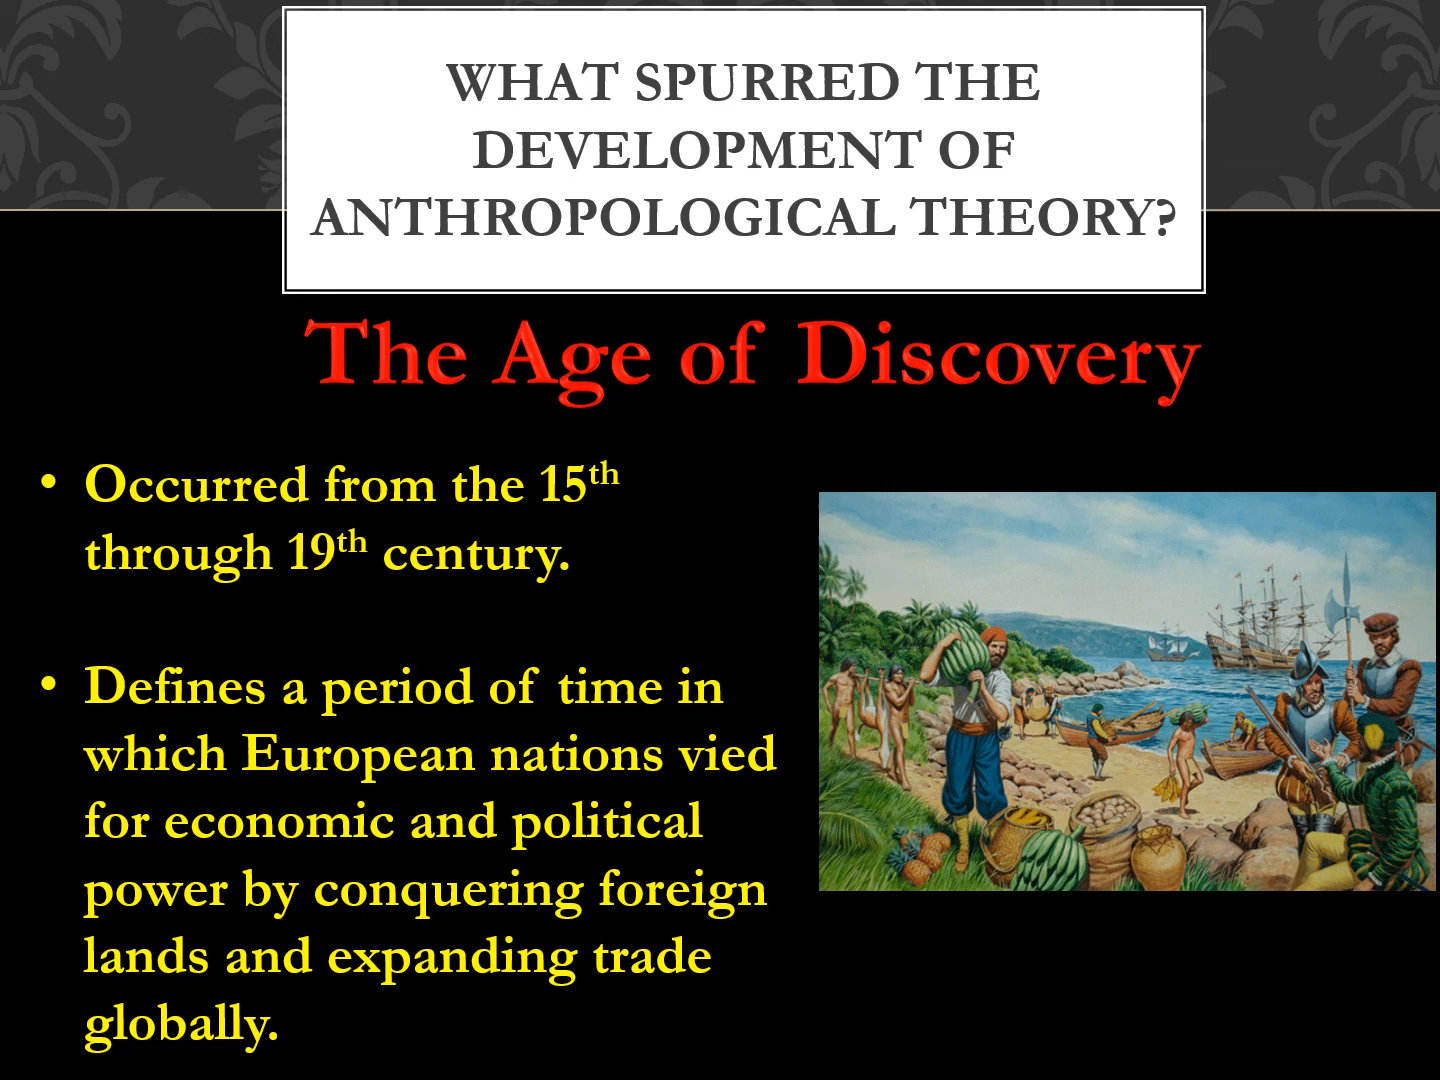 WHAT SPURRED THE
DEVELOPMENT OF
ANTHROPOLOGICAL THEORY?
The Age of Discovery
• Occurred from the 15th
through 19th century.
• Defines a period of time in
which European nations vied
for economic and political
power by conquering foreign
lands and expanding trade
globally.